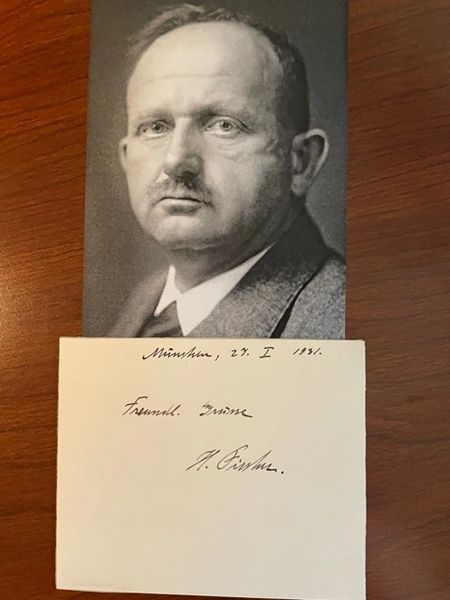 München, 27. I 1931.
Freundl. Grüsse
H. Fischer.